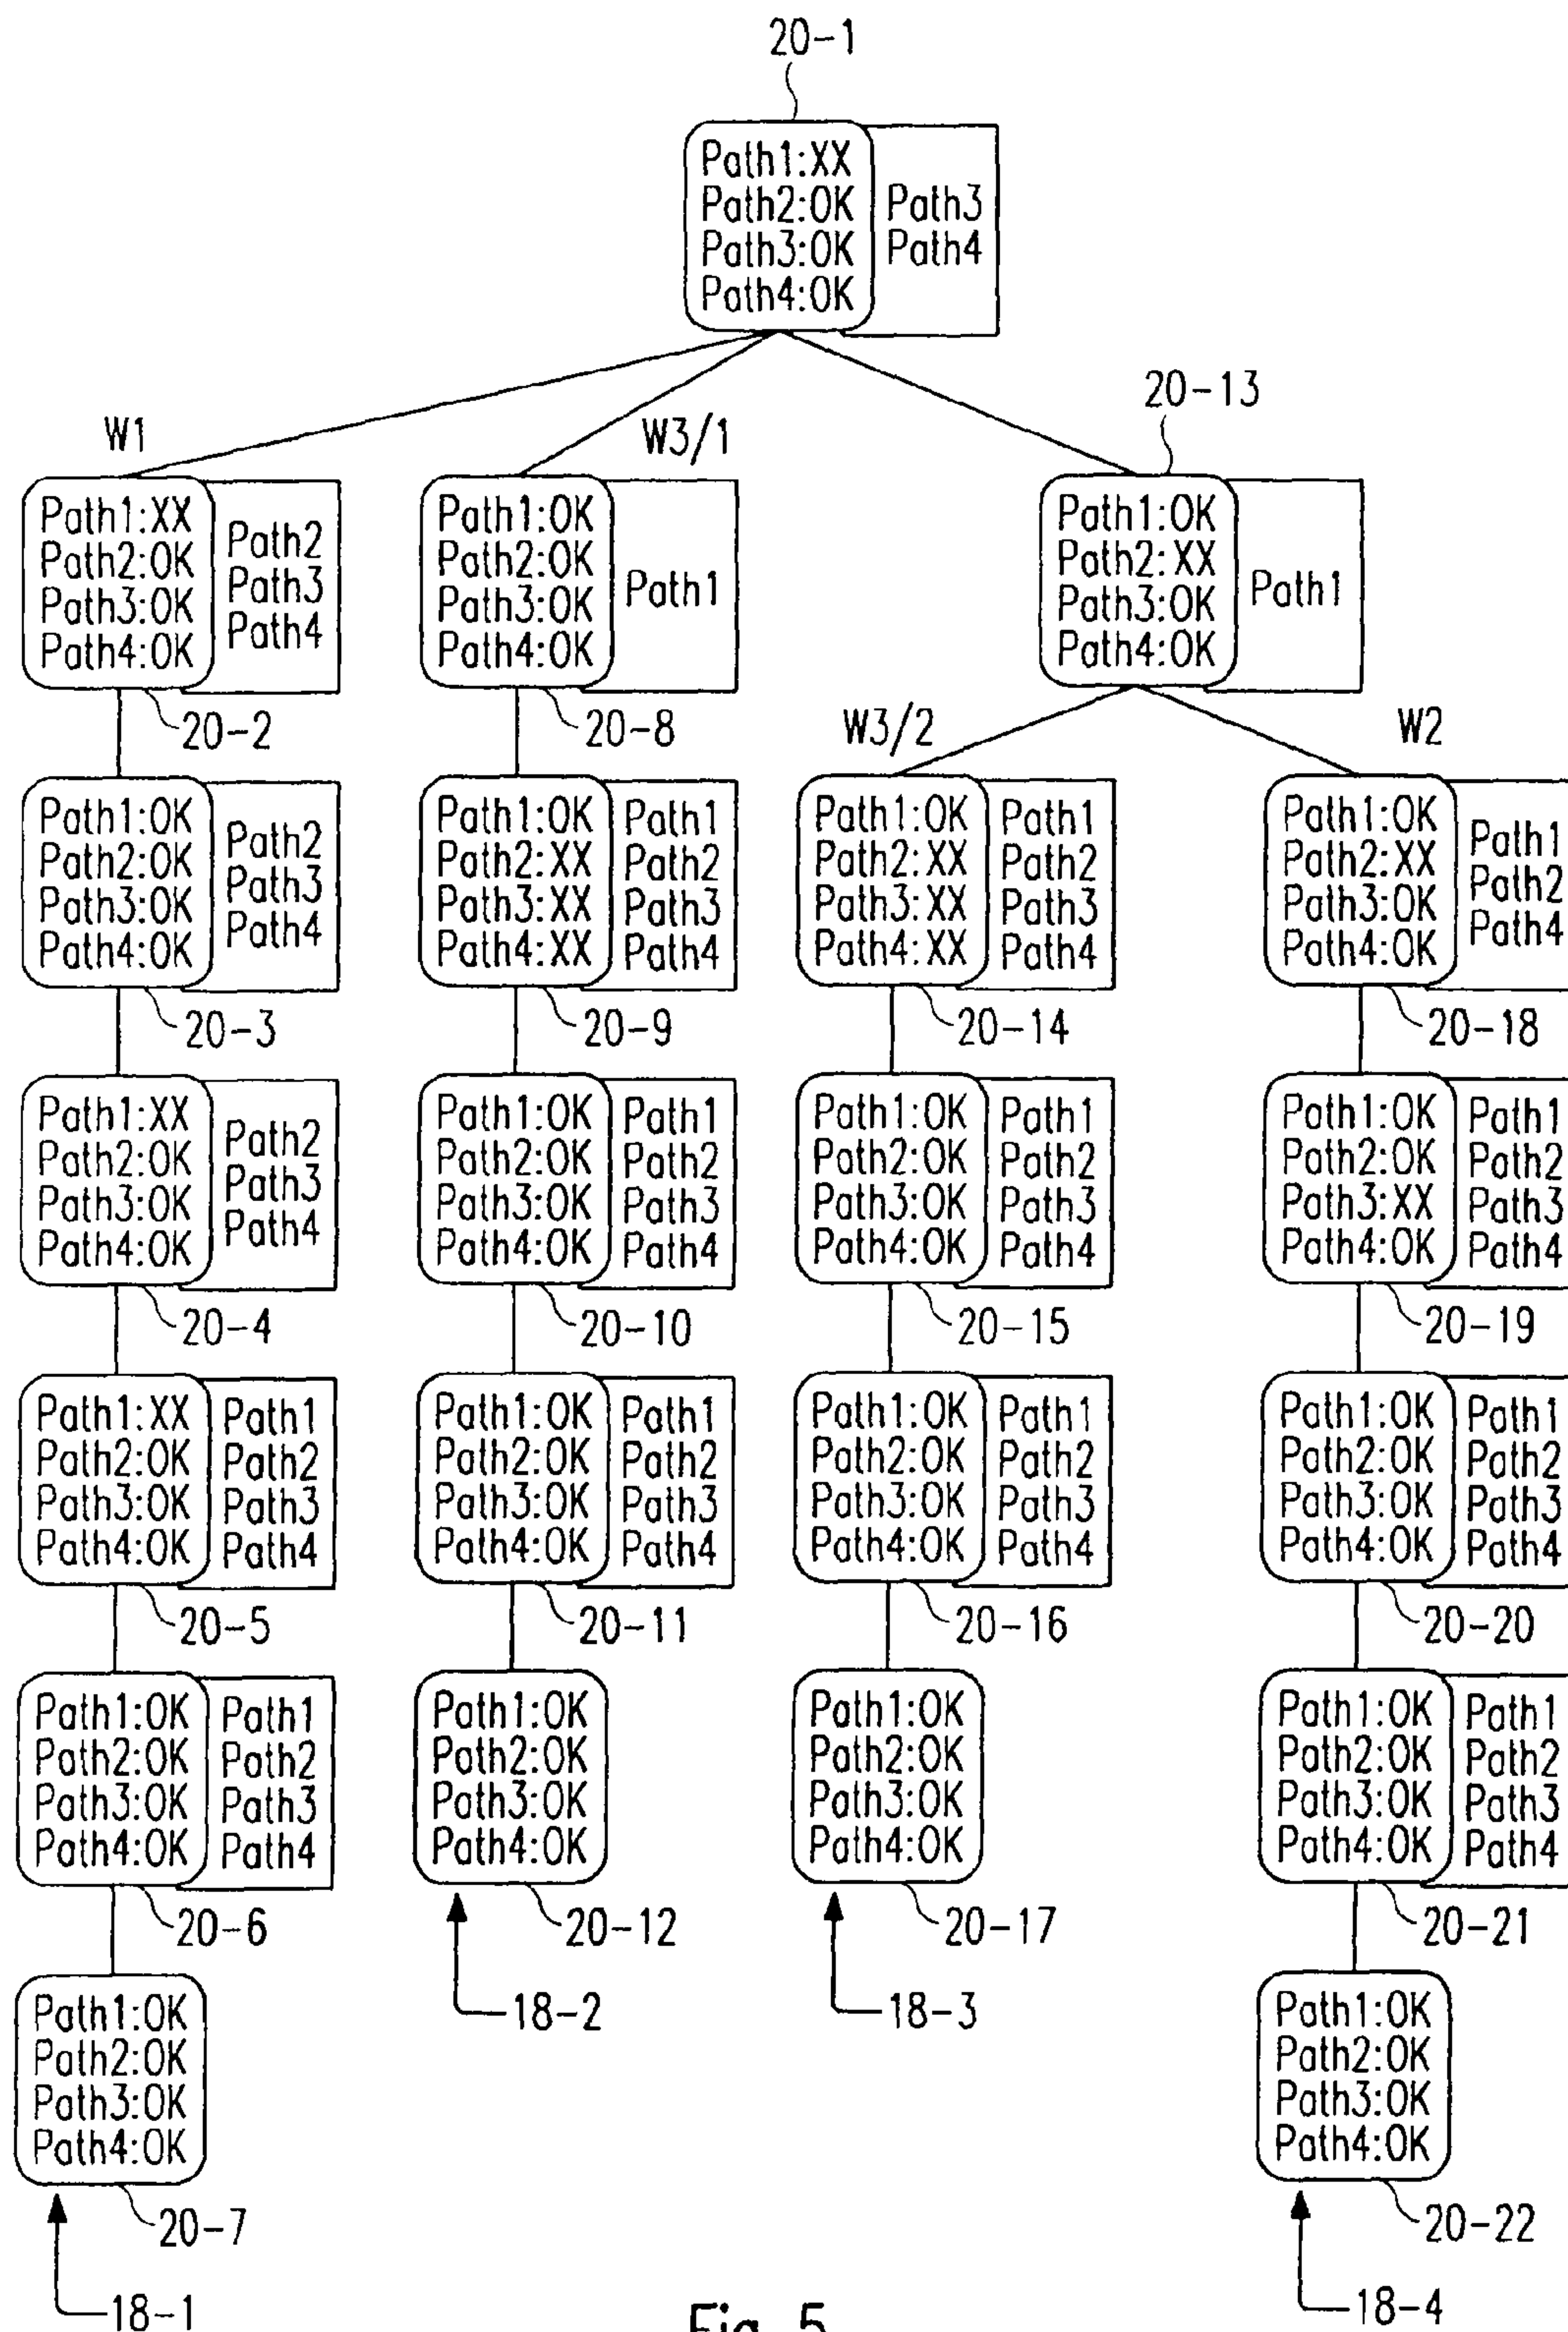 20-1
Path1:XX
Path2:OK
Path3:OK
Path4:OK
Path3
Path4
W1
W3/1
20-13
Path1:XX
Path2:OK
Path3:OK
Path4:OK
Path2
Path3
Path4
20-2
Path1:OK
Path2:OK
Path3:OK
Path4:OK
Path1
20-8
Path1:OK
Path2:XX
Path3:OK
Path4:OK
Path1
W3/2
W2
Path1:OK
Path2:OK
Path3:OK
Path4:OK
Path2
Path3
Path4
20-3
Path1:OK
Path2:XX
Path3:XX
Path4:XX
Path1
Path2
Path3
Path4
20-9
Path1:OK
Path2:XX
Path3:XX
Path4:XX
Path1
Path2
Path3
Path4
20-14
Path1:OK
Path2:XX
Path3:OK
Path4:OK
Path1
Path2
Path4
20-18
Path1:XX
Path2:OK
Path3:OK
Path4:OK
Path2
Path3
Path4
20-4
Path1:OK
Path2:OK
Path3:OK
Path4:OK
Path1
Path2
Path3
Path4
20-10
Path1:OK
Path2:OK
Path3:OK
Path4:OK
Path1
Path2
Path3
Path4
20-15
Path1:OK
Path2:OK
Path3:XX
Path4:OK
Path1
Path2
Path3
Path4
20-19
Path1:XX
Path2:OK
Path3:OK
Path4:OK
Path1
Path2
Path3
Path4
20-5
Path1:OK
Path2:OK
Path3:OK
Path4:OK
Path1
Path2
Path3
Path4
20-11
Path1:OK
Path2:OK
Path3:OK
Path4:OK
Path1
Path2
Path3
Path4
20-16
Path1:OK
Path2:OK
Path3:OK
Path4:OK
Path1
Path2
Path3
Path4
20-20
Path1:OK
Path2:OK
Path3:OK
Path4:OK
Path1
Path2
Path3
Path4
20-6
Path1:OK
Path2:OK
Path3:OK
Path4:OK
20-12
18-2
Path1:OK
Path2:OK
Path3:OK
Path4:OK
20-17
18-3
Path1:OK
Path2:OK
Path3:OK
Path4:OK
Path1
Path2
Path3
Path4
20-21
Path1:OK
Path2:OK
Path3:OK
Path4:OK
20-7
18-1
Path1:OK
Path2:OK
Path3:OK
Path4:OK
20-22
18-4
Fig. 5